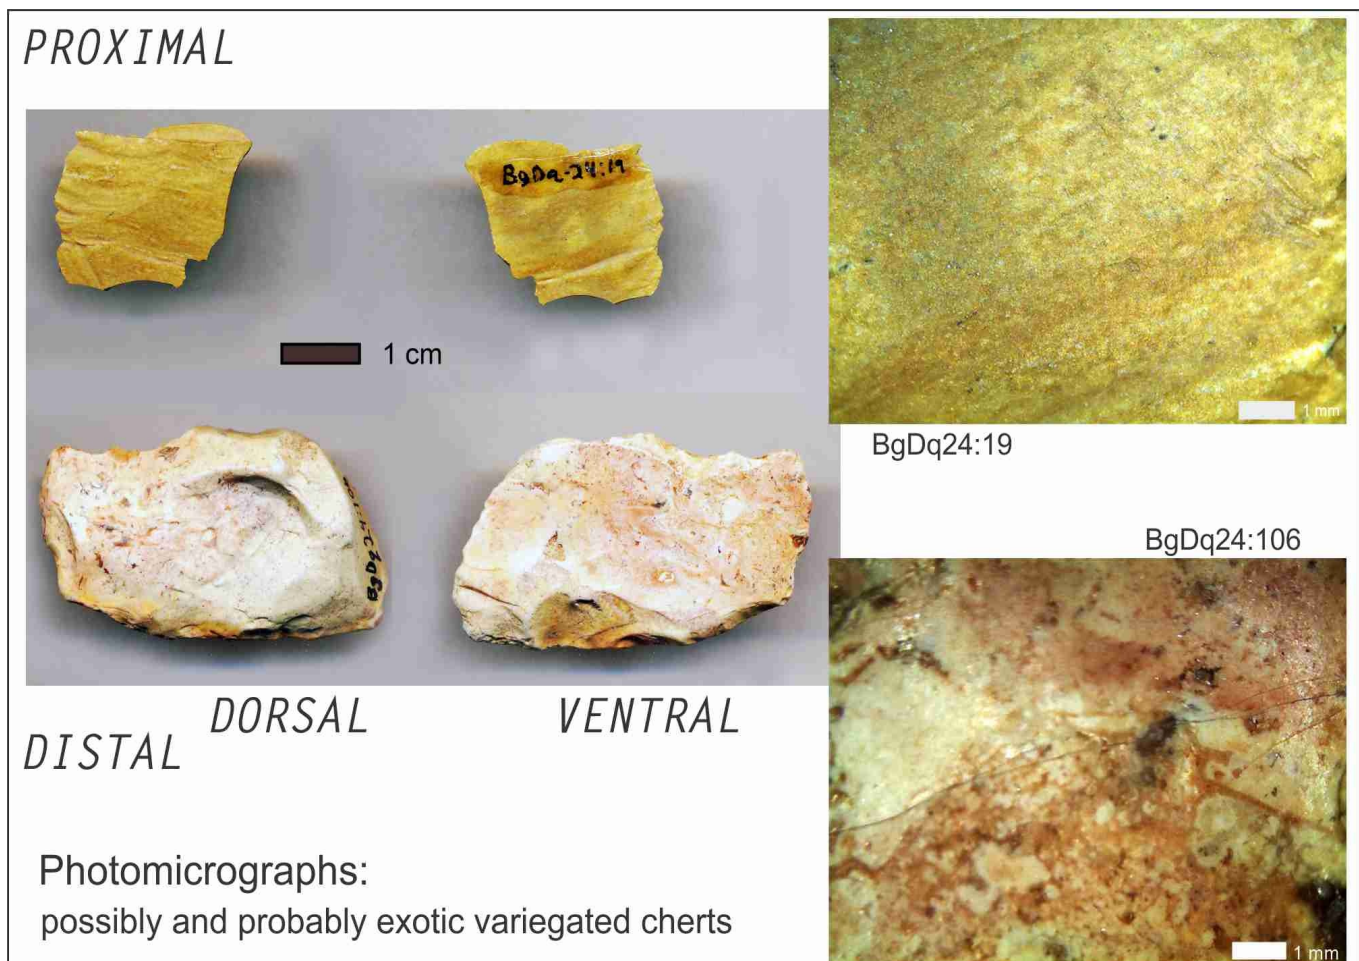 PROXIMAL
BgDq-24:19
1 cm
1 mm
BgDq24:19
BgDq24:106
DORSAL
VENTRAL
DISTAL
Photomicrographs:
possibly and probably exotic variegated cherts
1 mm